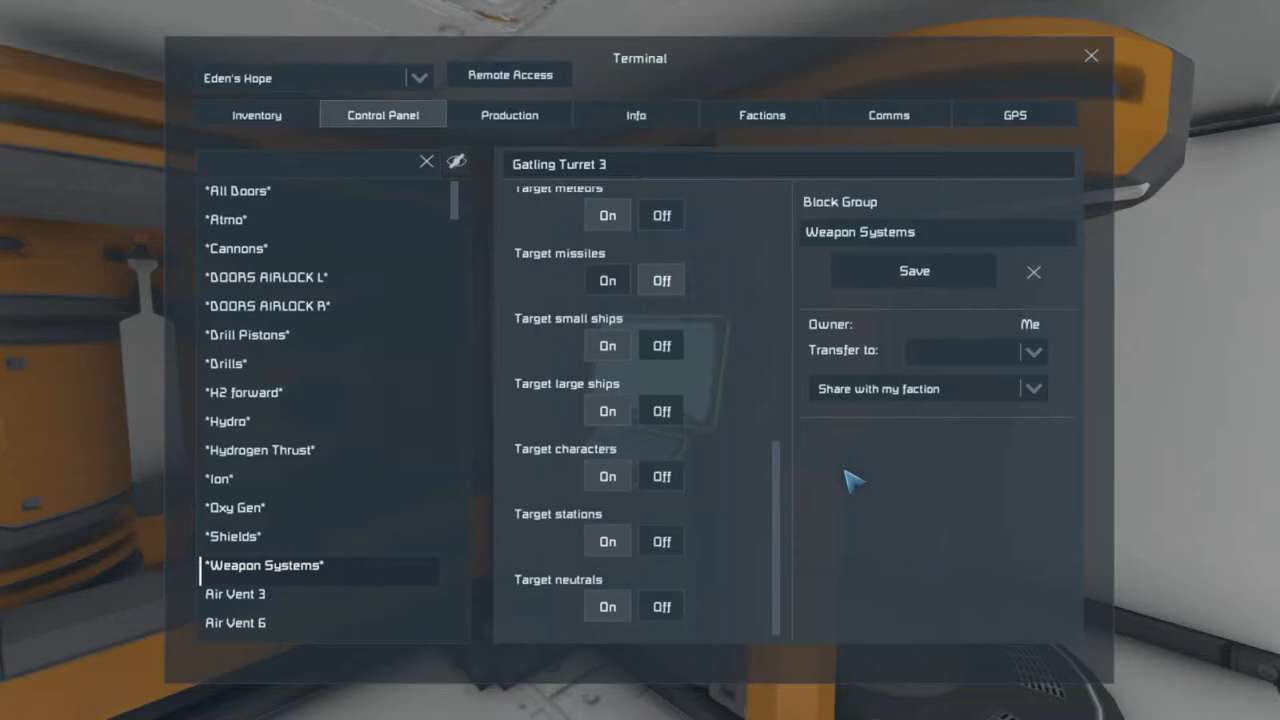 Terminal
Eden's Hope
Remote Access
Inventory
Control Panel
Production
Info
Factions
Comms
GPS
*All Doors*
*Atmo*
*Cannons*
*DOORS AIRLOCK L*
*DOORS AIRLOCK R*
*Drill Pistons*
*Drills*
*H2 forward*
*Hydro*
*Hydrogen Thrust*
*Ion*
*Oxy Gen*
*Shields*
*Weapon Systems*
Air Vent 3
Air Vent 6
Gatling Turret 3
Target meteors
On Off
Target missiles
On Off
Target small ships
On Off
Target large ships
On Off
Target characters
On Off
Target stations
On Off
Target neutrals
On Off
Block Group
Weapon Systems
Save
Owner: Me
Transfer to:
Share with my faction